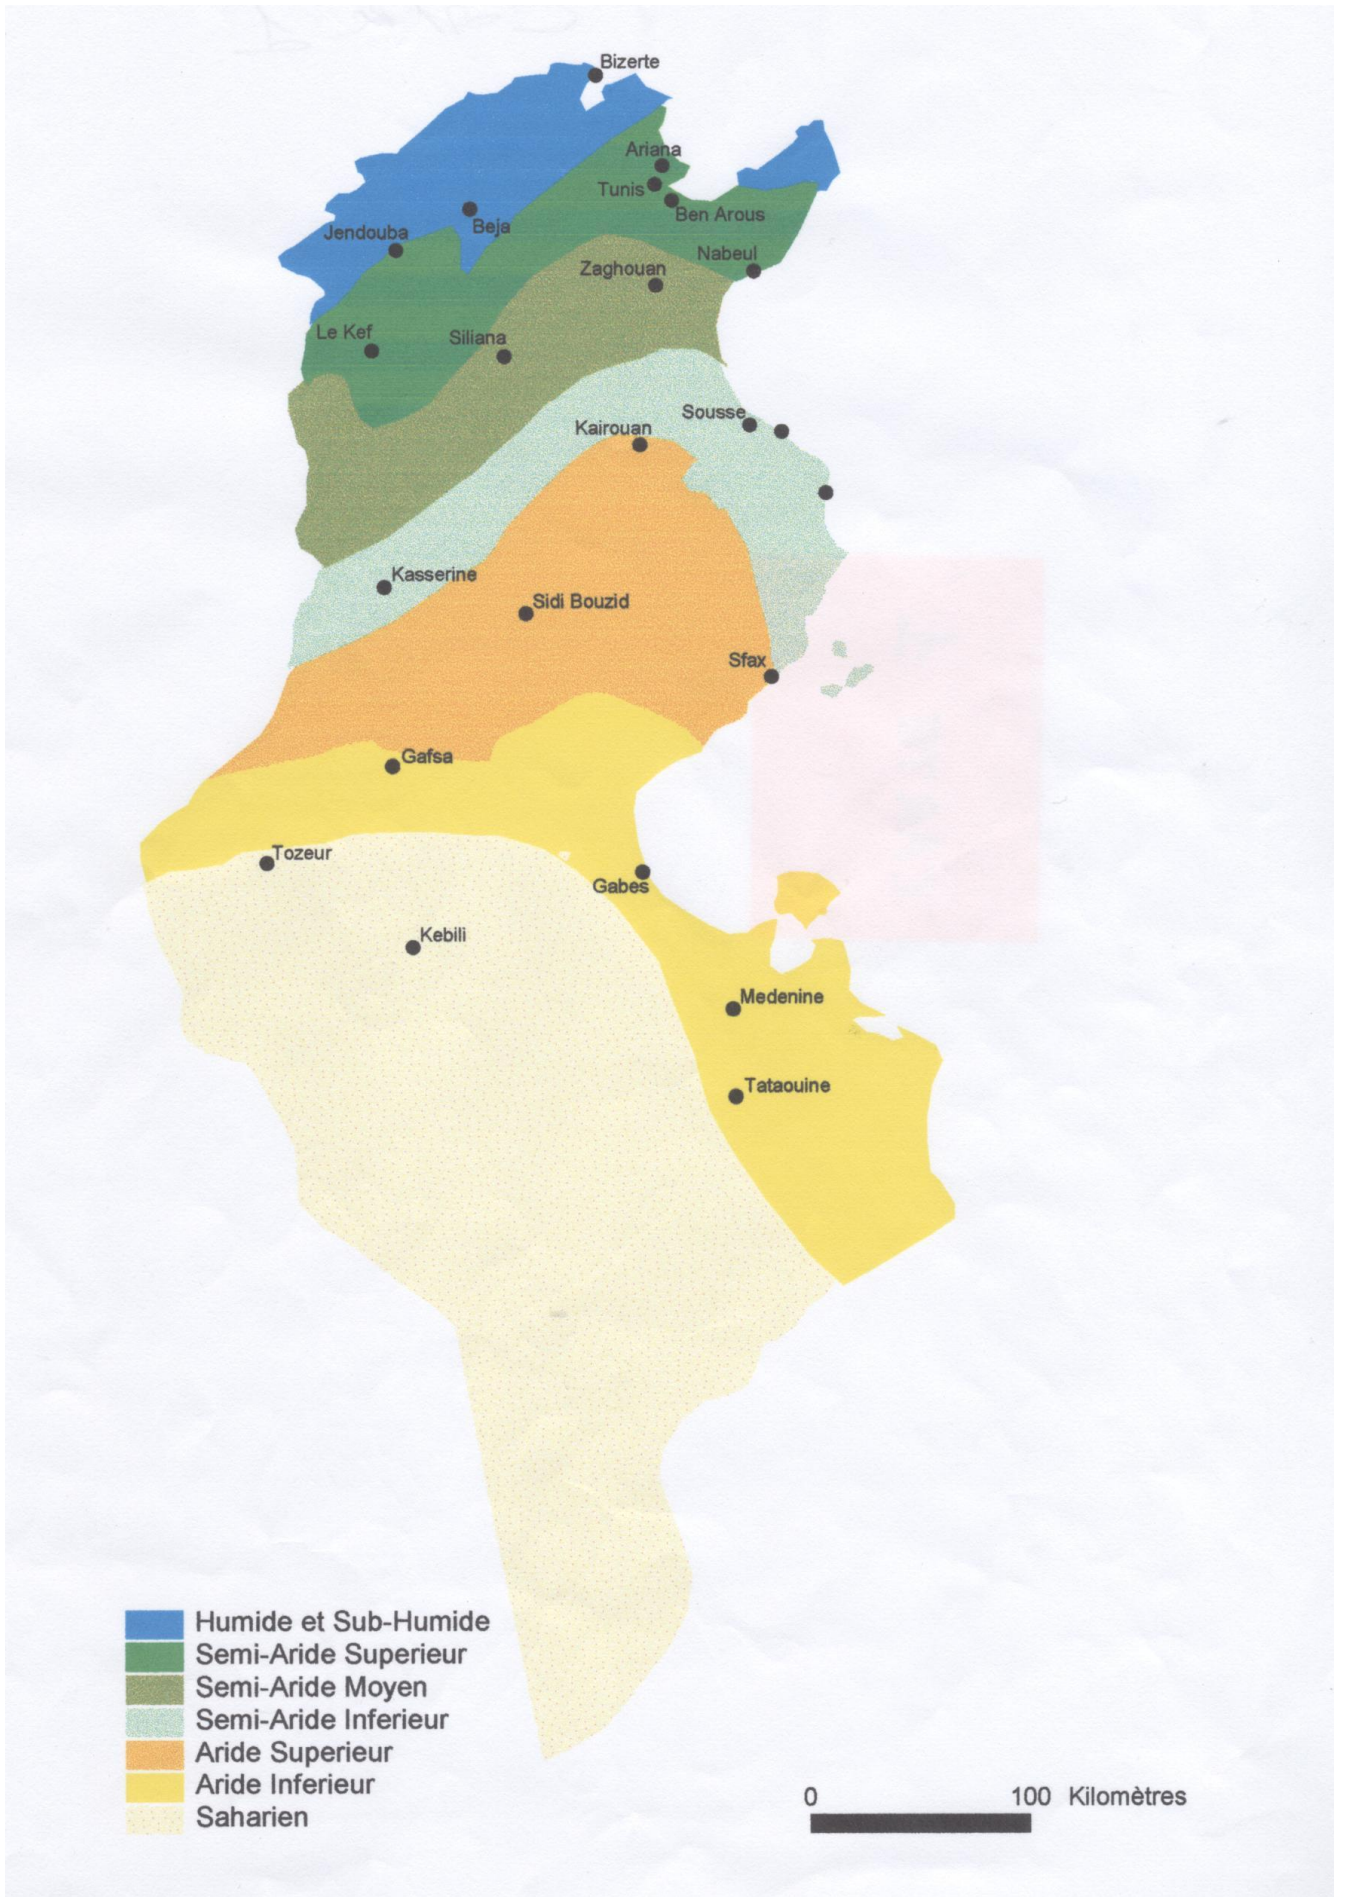 Bizerte
Ariana
Tunis
Ben Arous
Beja
Jendouba
Nabeul
Zaghouan
Le Kef
Siliana
Sousse
Kairouan
Kasserine
Sidi Bouzid
Sfax
Gafsa
Tozeur
Gabes
Kebili
Medenine
Tataouine
Humide et Sub-Humide
Semi-Aride Superieur
Semi-Aride Moyen
Semi-Aride Inferieur
Aride Superieur
Aride Inferieur
Saharien
0 100 Kilomètres